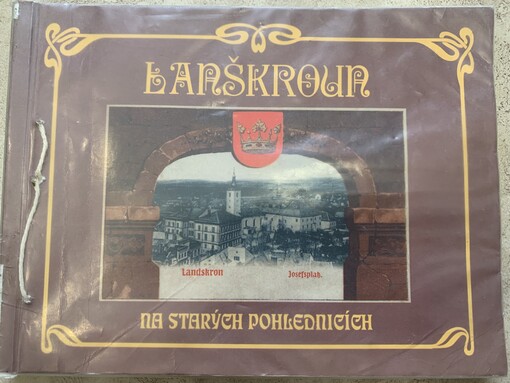 LANŠKROUN
Landskron
Josefsplatz.
NA STARÝCH POHLEDNICÍCH